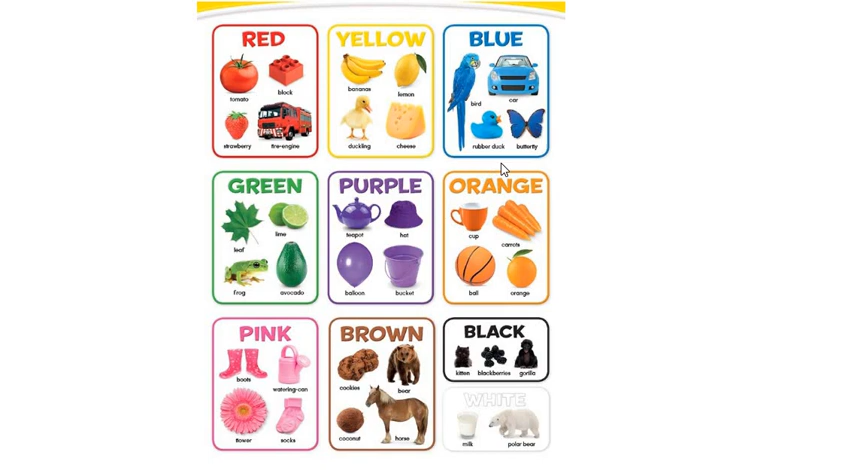 RED
tomato block
strawberry fire-engine
YELLOW
bananas lemon
duckling cheese
BLUE
bird car
rubber duck butterfly
GREEN
leaf lime
frog avocado
PURPLE
teapot hat
balloon bucket
ORANGE
cup carrots
ball orange
PINK
boots watering-can
flower socks
BROWN
cookies bear
coconut horse
BLACK
kitten blackberries gorilla
WHITE
milk polar bear